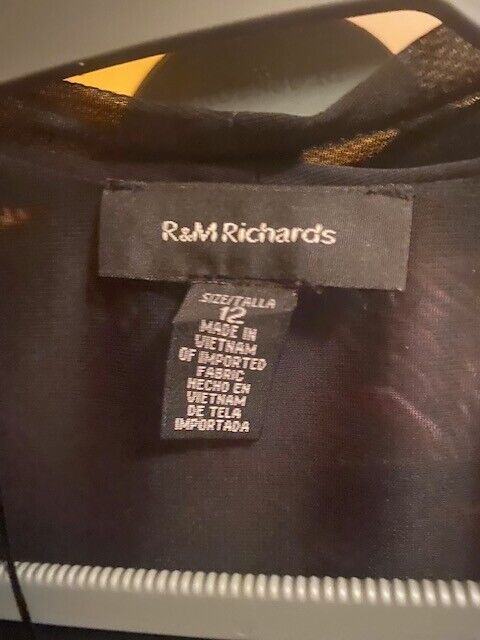 R&M Richards
SIZE/TALLA
12
MADE IN
VIETNAM
OF IMPORTED
FABRIC
HECHO EN
VIETNAM
DE TELA
IMPORTADA